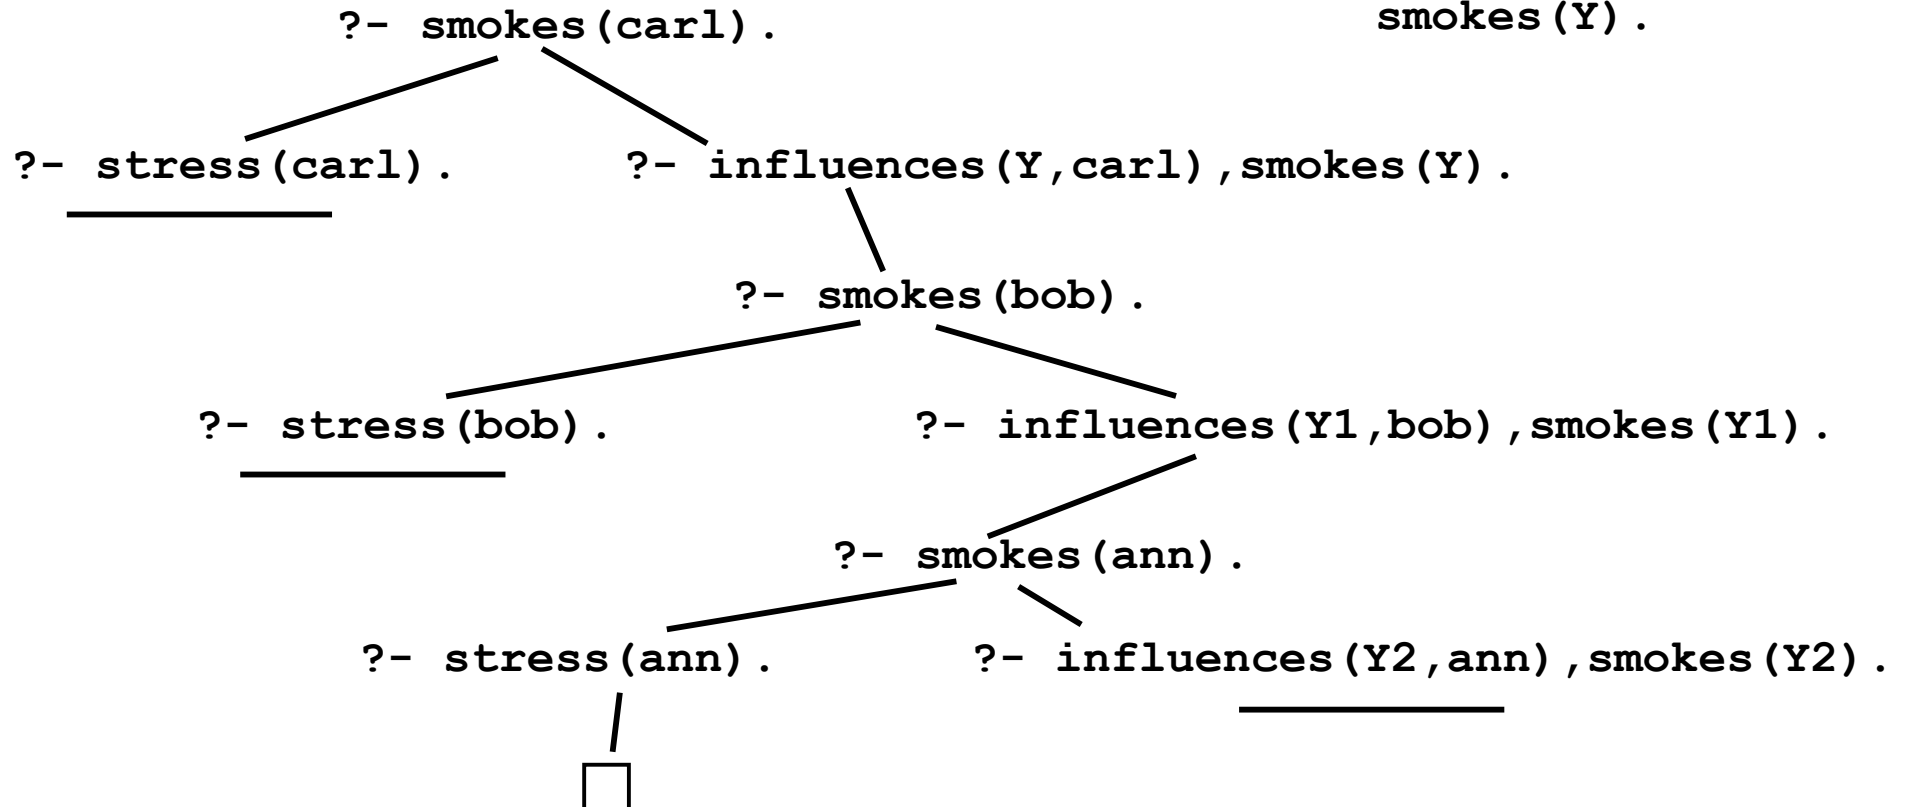 ?- smokes(carl).
smokes(Y).
?- stress(carl).
?- influences(Y,carl),smokes(Y).
?- smokes(bob).
?- stress(bob).
?- influences(Y1,bob),smokes(Y1).
?- smokes(ann).
?- stress(ann).
?- influences(Y2,ann),smokes(Y2).